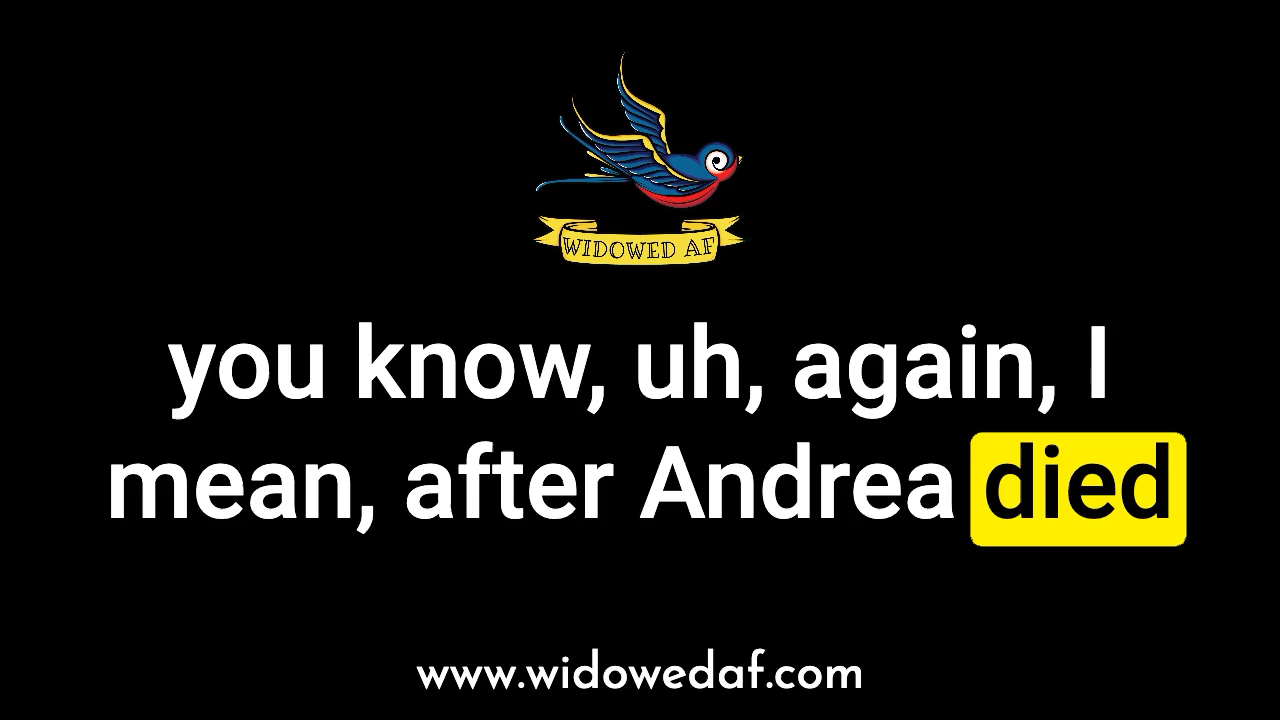 WIDOWED AF
you know, uh, again, I
mean, after Andrea died
www.widowedaf.com